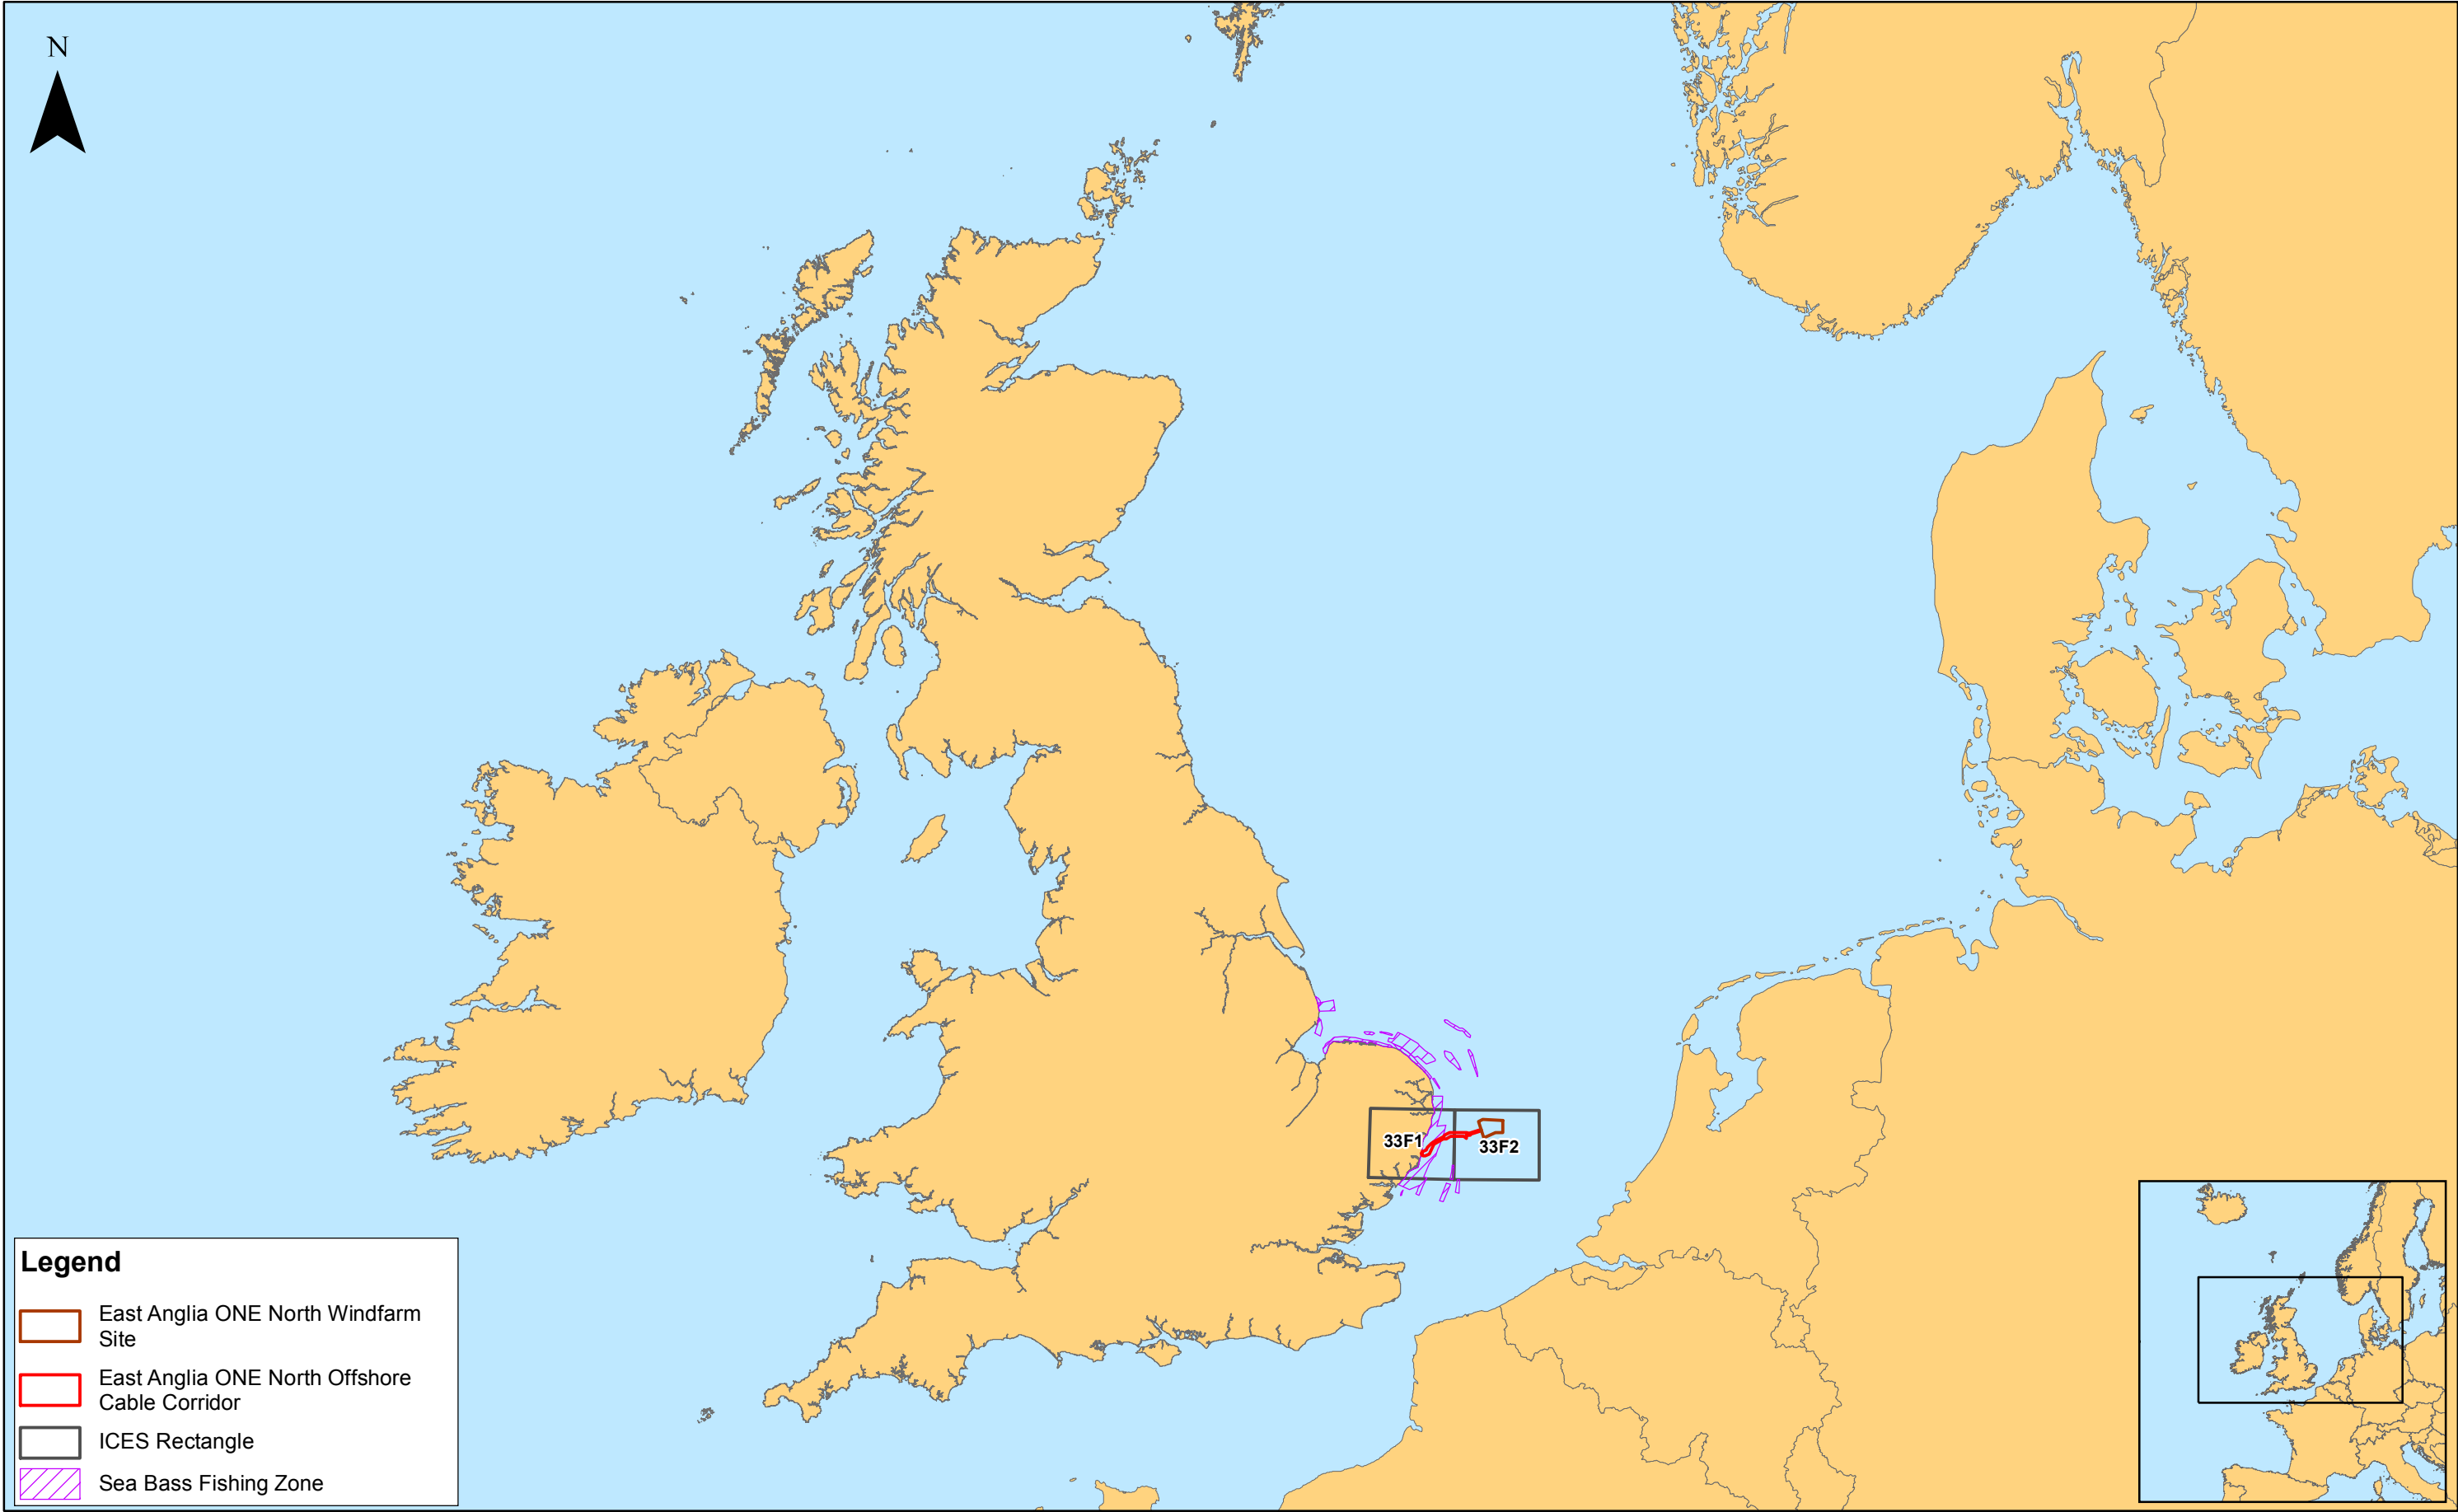 N
33F1
33F2
Legend
East Anglia ONE North Windfarm
Site
East Anglia ONE North Offshore
Cable Corridor
ICES Rectangle
Sea Bass Fishing Zone